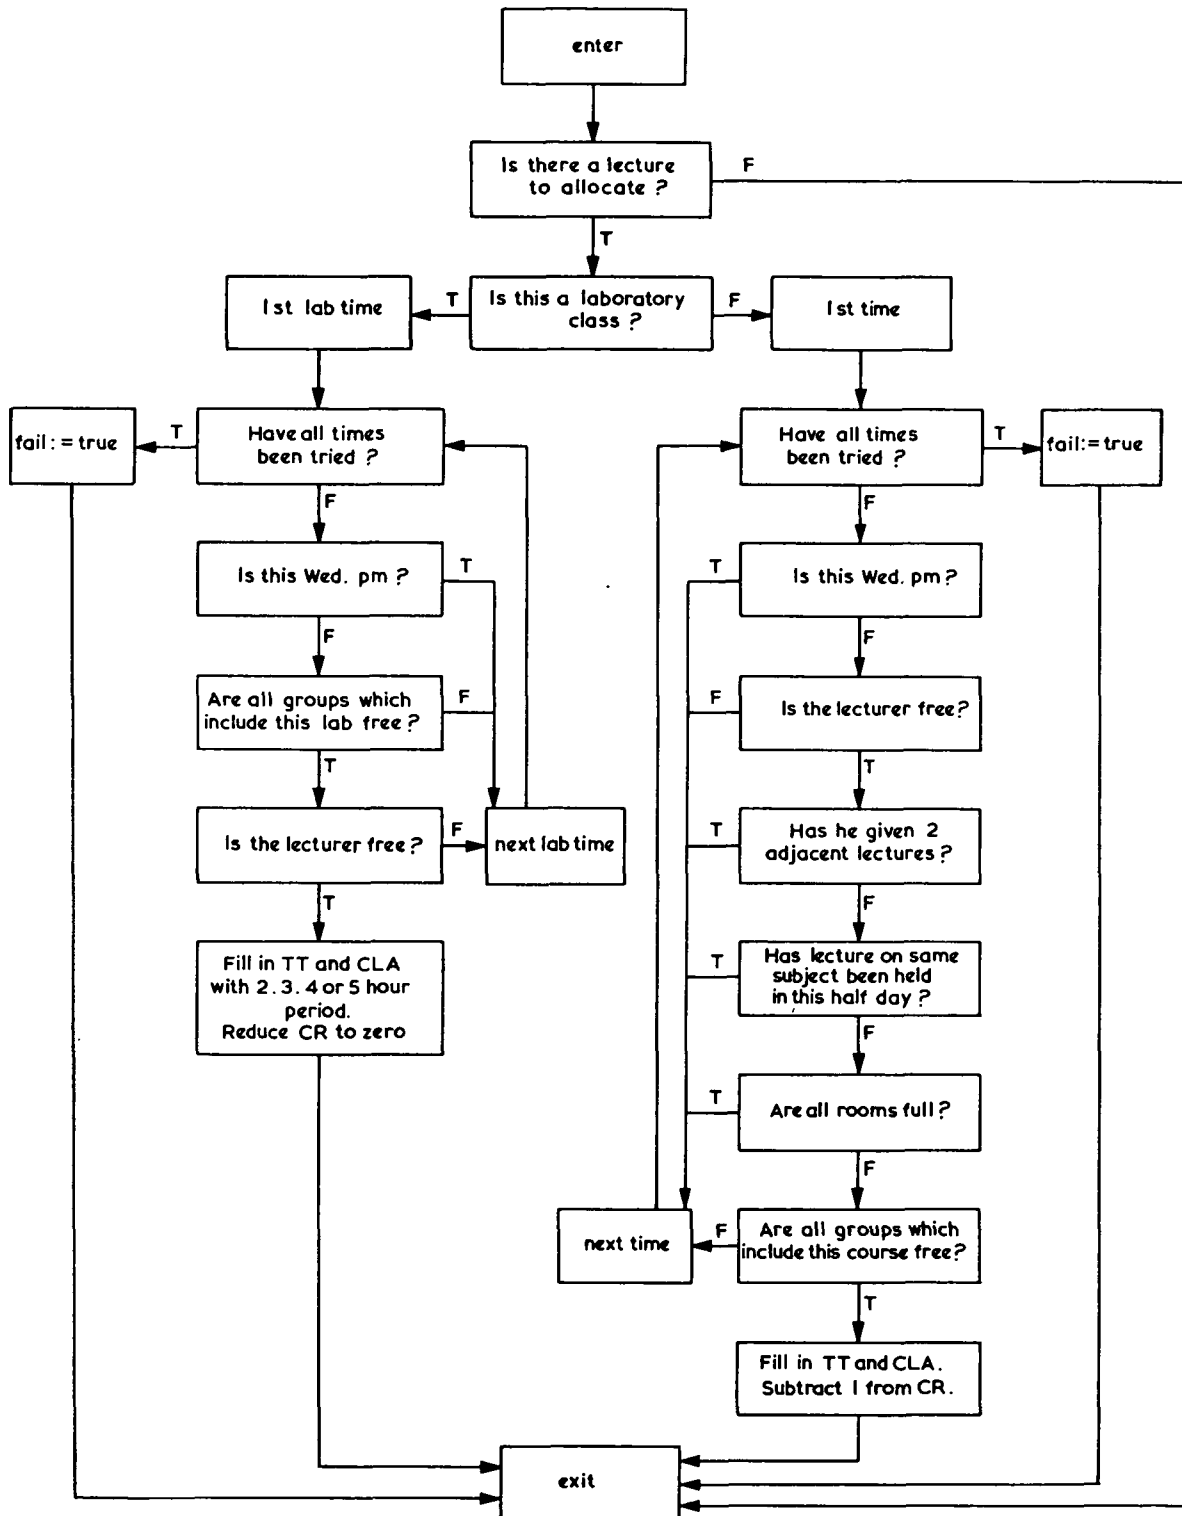 enter
Is there a lecture
to allocate ?
F
T
1st lab time
T
Is this a laboratory
class ?
F
1st time
fail:=true
T
Have all times
been tried ?
Have all times
been tried ?
T
fail:=true
F
F
Is this Wed. pm ?
T
T
Is this Wed. pm ?
F
F
Are all groups which
include this lab free ?
F
F
Is the lecturer free?
T
T
Is the lecturer free ?
F
next lab time
T
Has he given 2
adjacent lectures ?
T
F
Fill in TT and CLA
with 2.3.4 or 5 hour
period.
Reduce CR to zero
T
Has lecture on same
subject been held
in this half day ?
F
T
Are all rooms full ?
F
next time
F
Are all groups which
include this course free?
T
Fill in TT and CLA.
Subtract 1 from CR.
exit